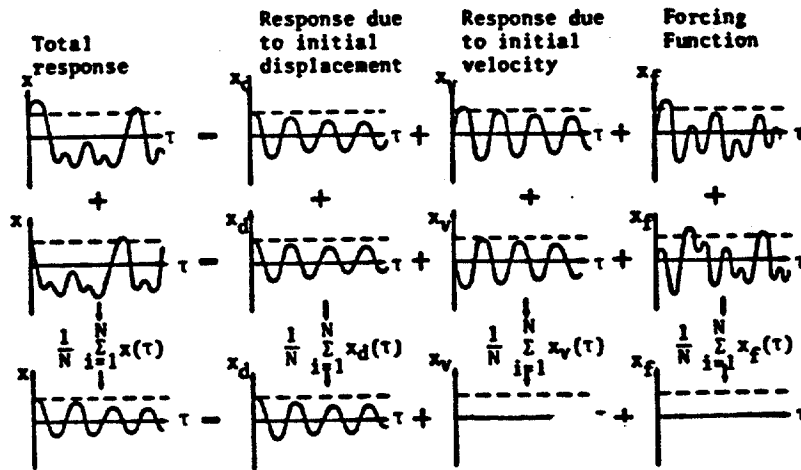 Total
response
Response due
to initial
displacement
Response due
to initial
velocity
Forcing
Function
x τ - x_d τ + x_v τ + x_f τ
+ + + +
x τ - x_d τ + x_v τ + x_f τ
1/N Σ_{i=1}^{N} x(τ) 1/N Σ_{i=1}^{N} x_d(τ) 1/N Σ_{i=1}^{N} x_v(τ) 1/N Σ_{i=1}^{N} x_f(τ)
x τ - x_d τ + x_v - + x_f τ